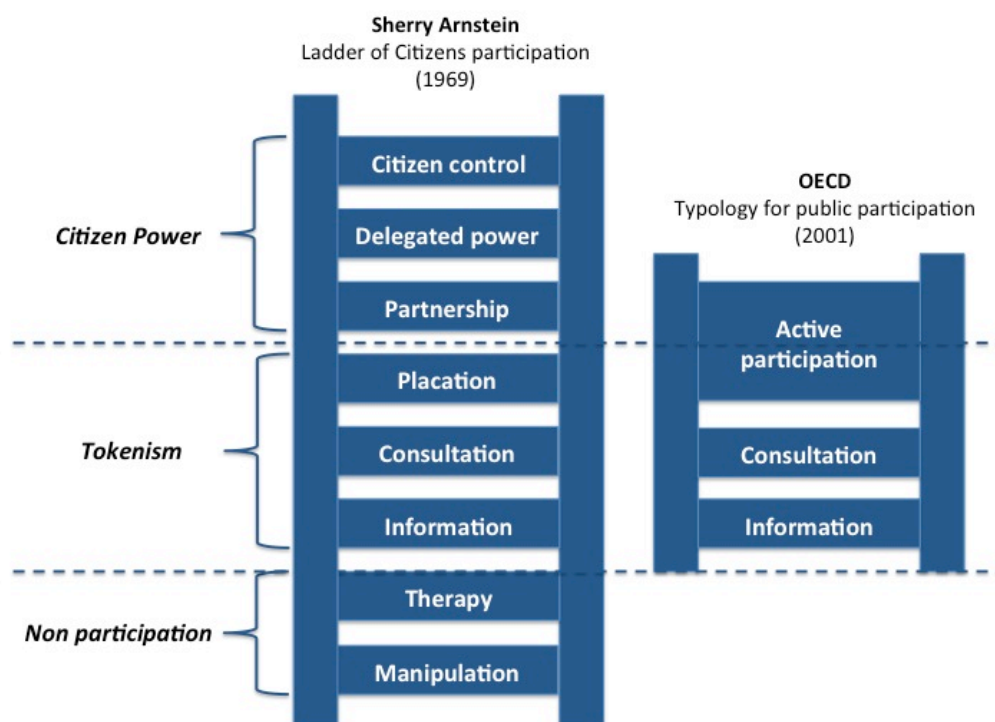 Sherry Arnstein
Ladder of Citizens participation
(1969)
Citizen control
Delegated power
Partnership
Placation
Consultation
Information
Therapy
Manipulation
Citizen Power
Tokenism
Non participation
OECD
Typology for public participation
(2001)
Active
participation
Consultation
Information